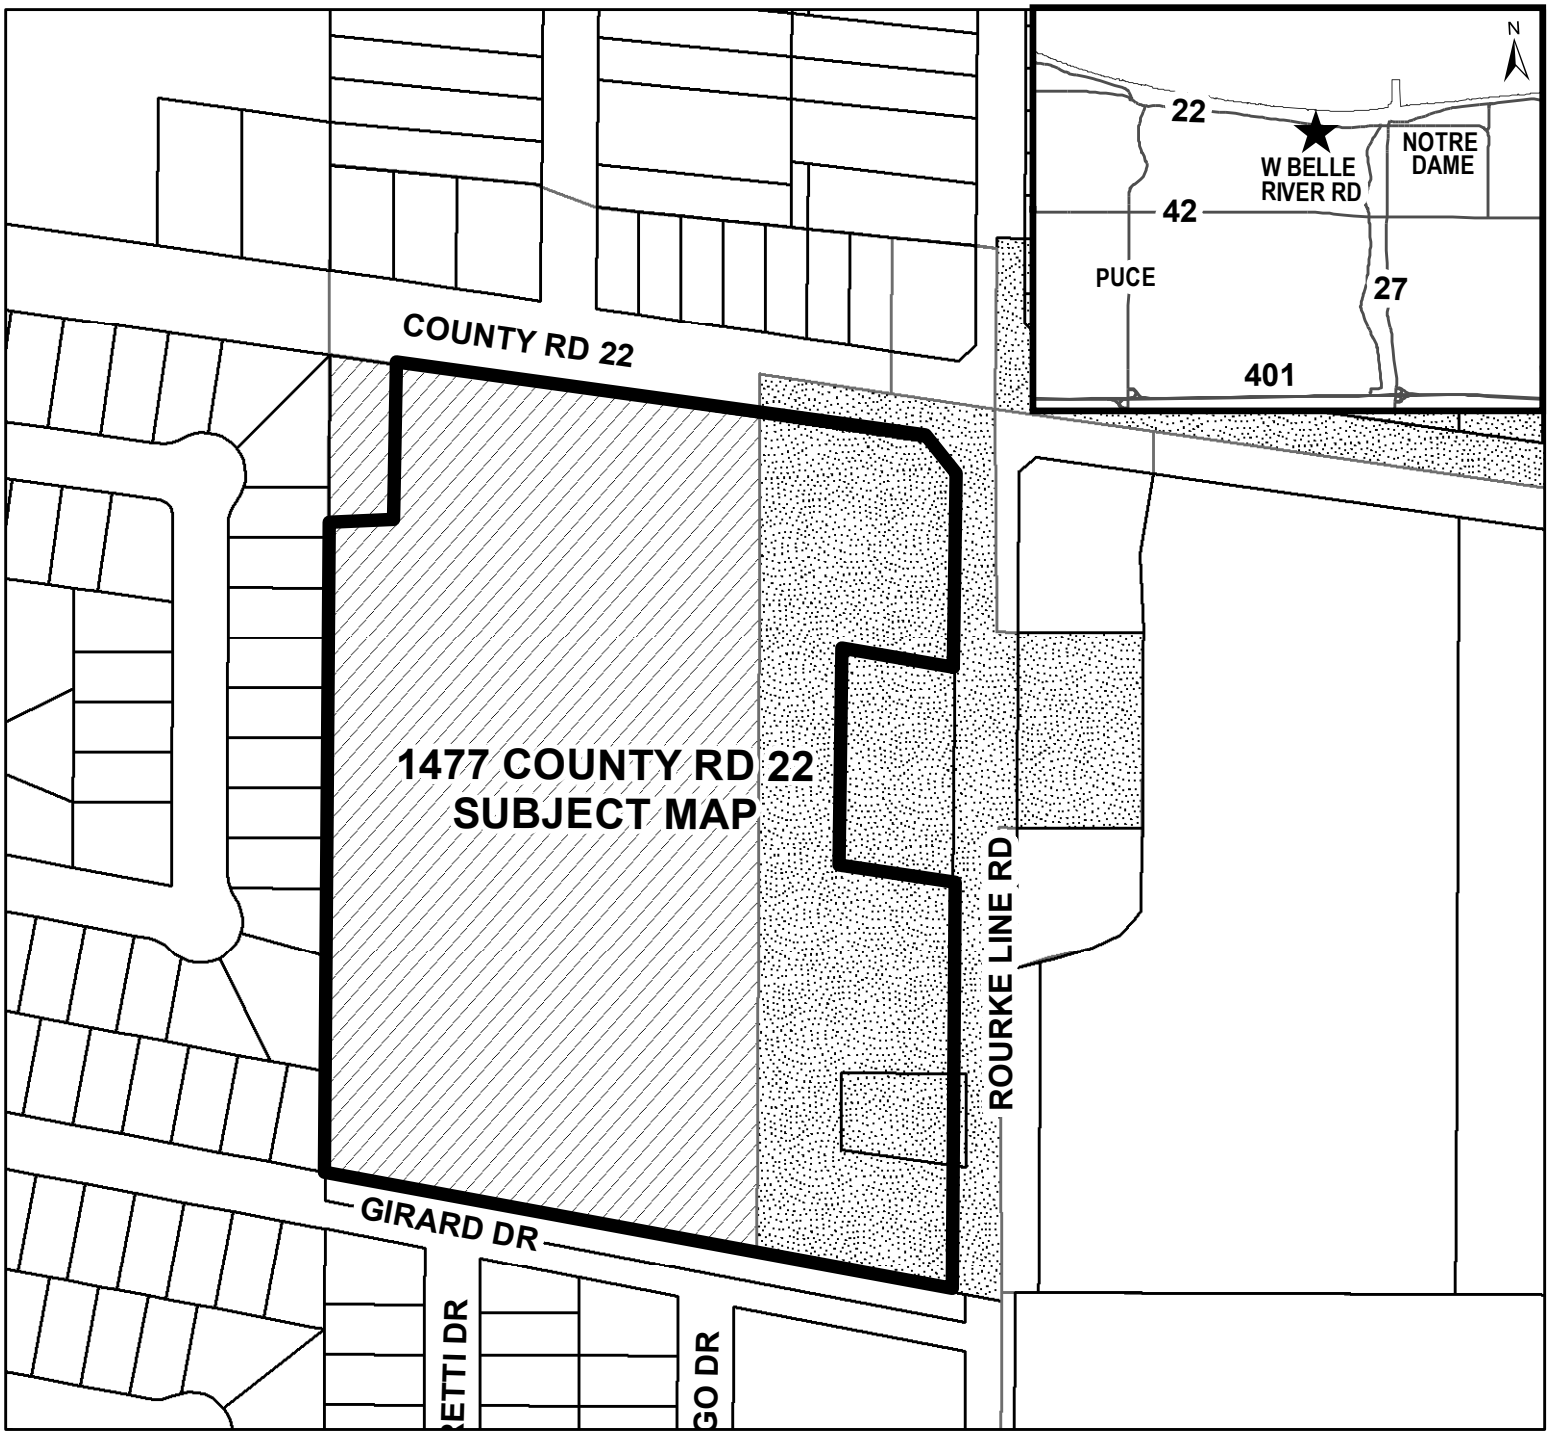 N
22
NOTRE
DAME
W BELLE
RIVER RD
42
PUCE
27
401
COUNTY RD 22
1477 COUNTY RD 22
SUBJECT MAP
ROURKE LINE RD
GIRARD DR
RETTI DR
GO DR